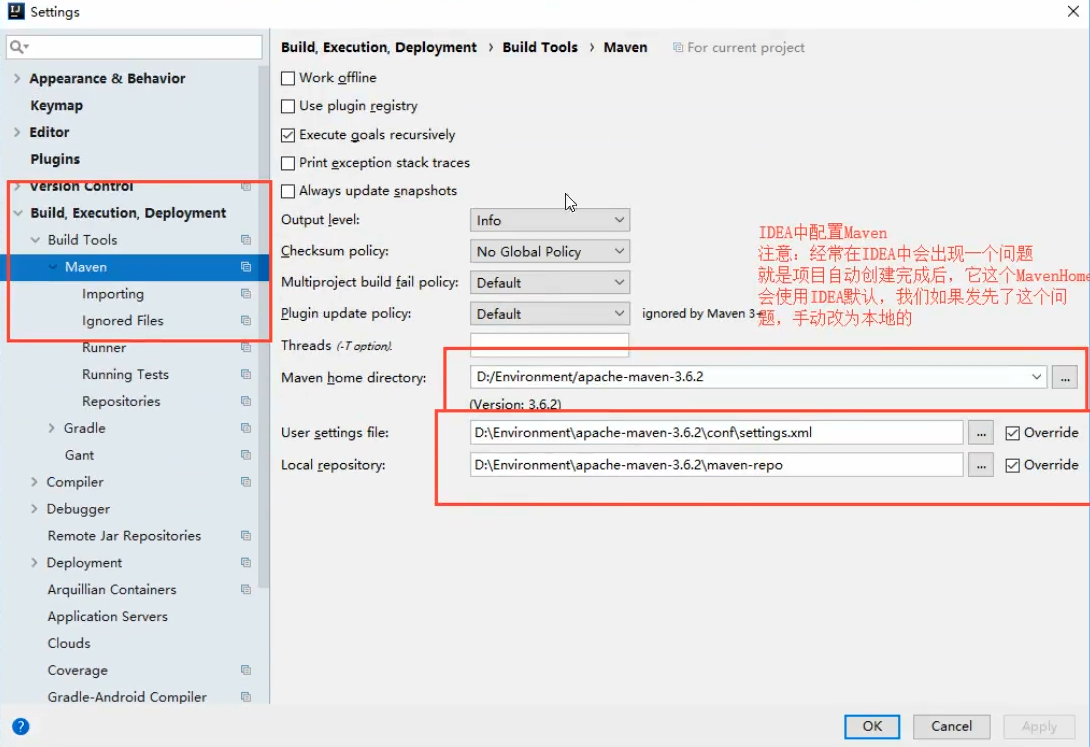 Settings
Build, Execution, Deployment › Build Tools › Maven For current project
Appearance & Behavior
Keymap
Editor
Plugins
Version Control
Build, Execution, Deployment
Build Tools
Maven
Importing
Ignored Files
Runner
Running Tests
Repositories
Gradle
Gant
Compiler
Debugger
Remote Jar Repositories
Deployment
Arquillian Containers
Application Servers
Clouds
Coverage
Gradle-Android Compiler
Work offline
Use plugin registry
Execute goals recursively
Print exception stack traces
Always update snapshots
Output level: Info
Checksum policy: No Global Policy
Multiproject build fail policy: Default
Plugin update policy: Default ignored by Maven 3+
Threads (-T option):
Maven home directory: D:/Environment/apache-maven-3.6.2 ...
(Version: 3.6.2)
User settings file: D:\Environment\apache-maven-3.6.2\conf\settings.xml ... Override
Local repository: D:\Environment\apache-maven-3.6.2\maven-repo ... Override
IDEA中配置Maven
注意：经常在IDEA中会出现一个问题
就是项目自动创建完成后，它这个MavenHome
会使用IDEA默认，我们如果发先了这个问
题，手动改为本地的
? OK Cancel Apply